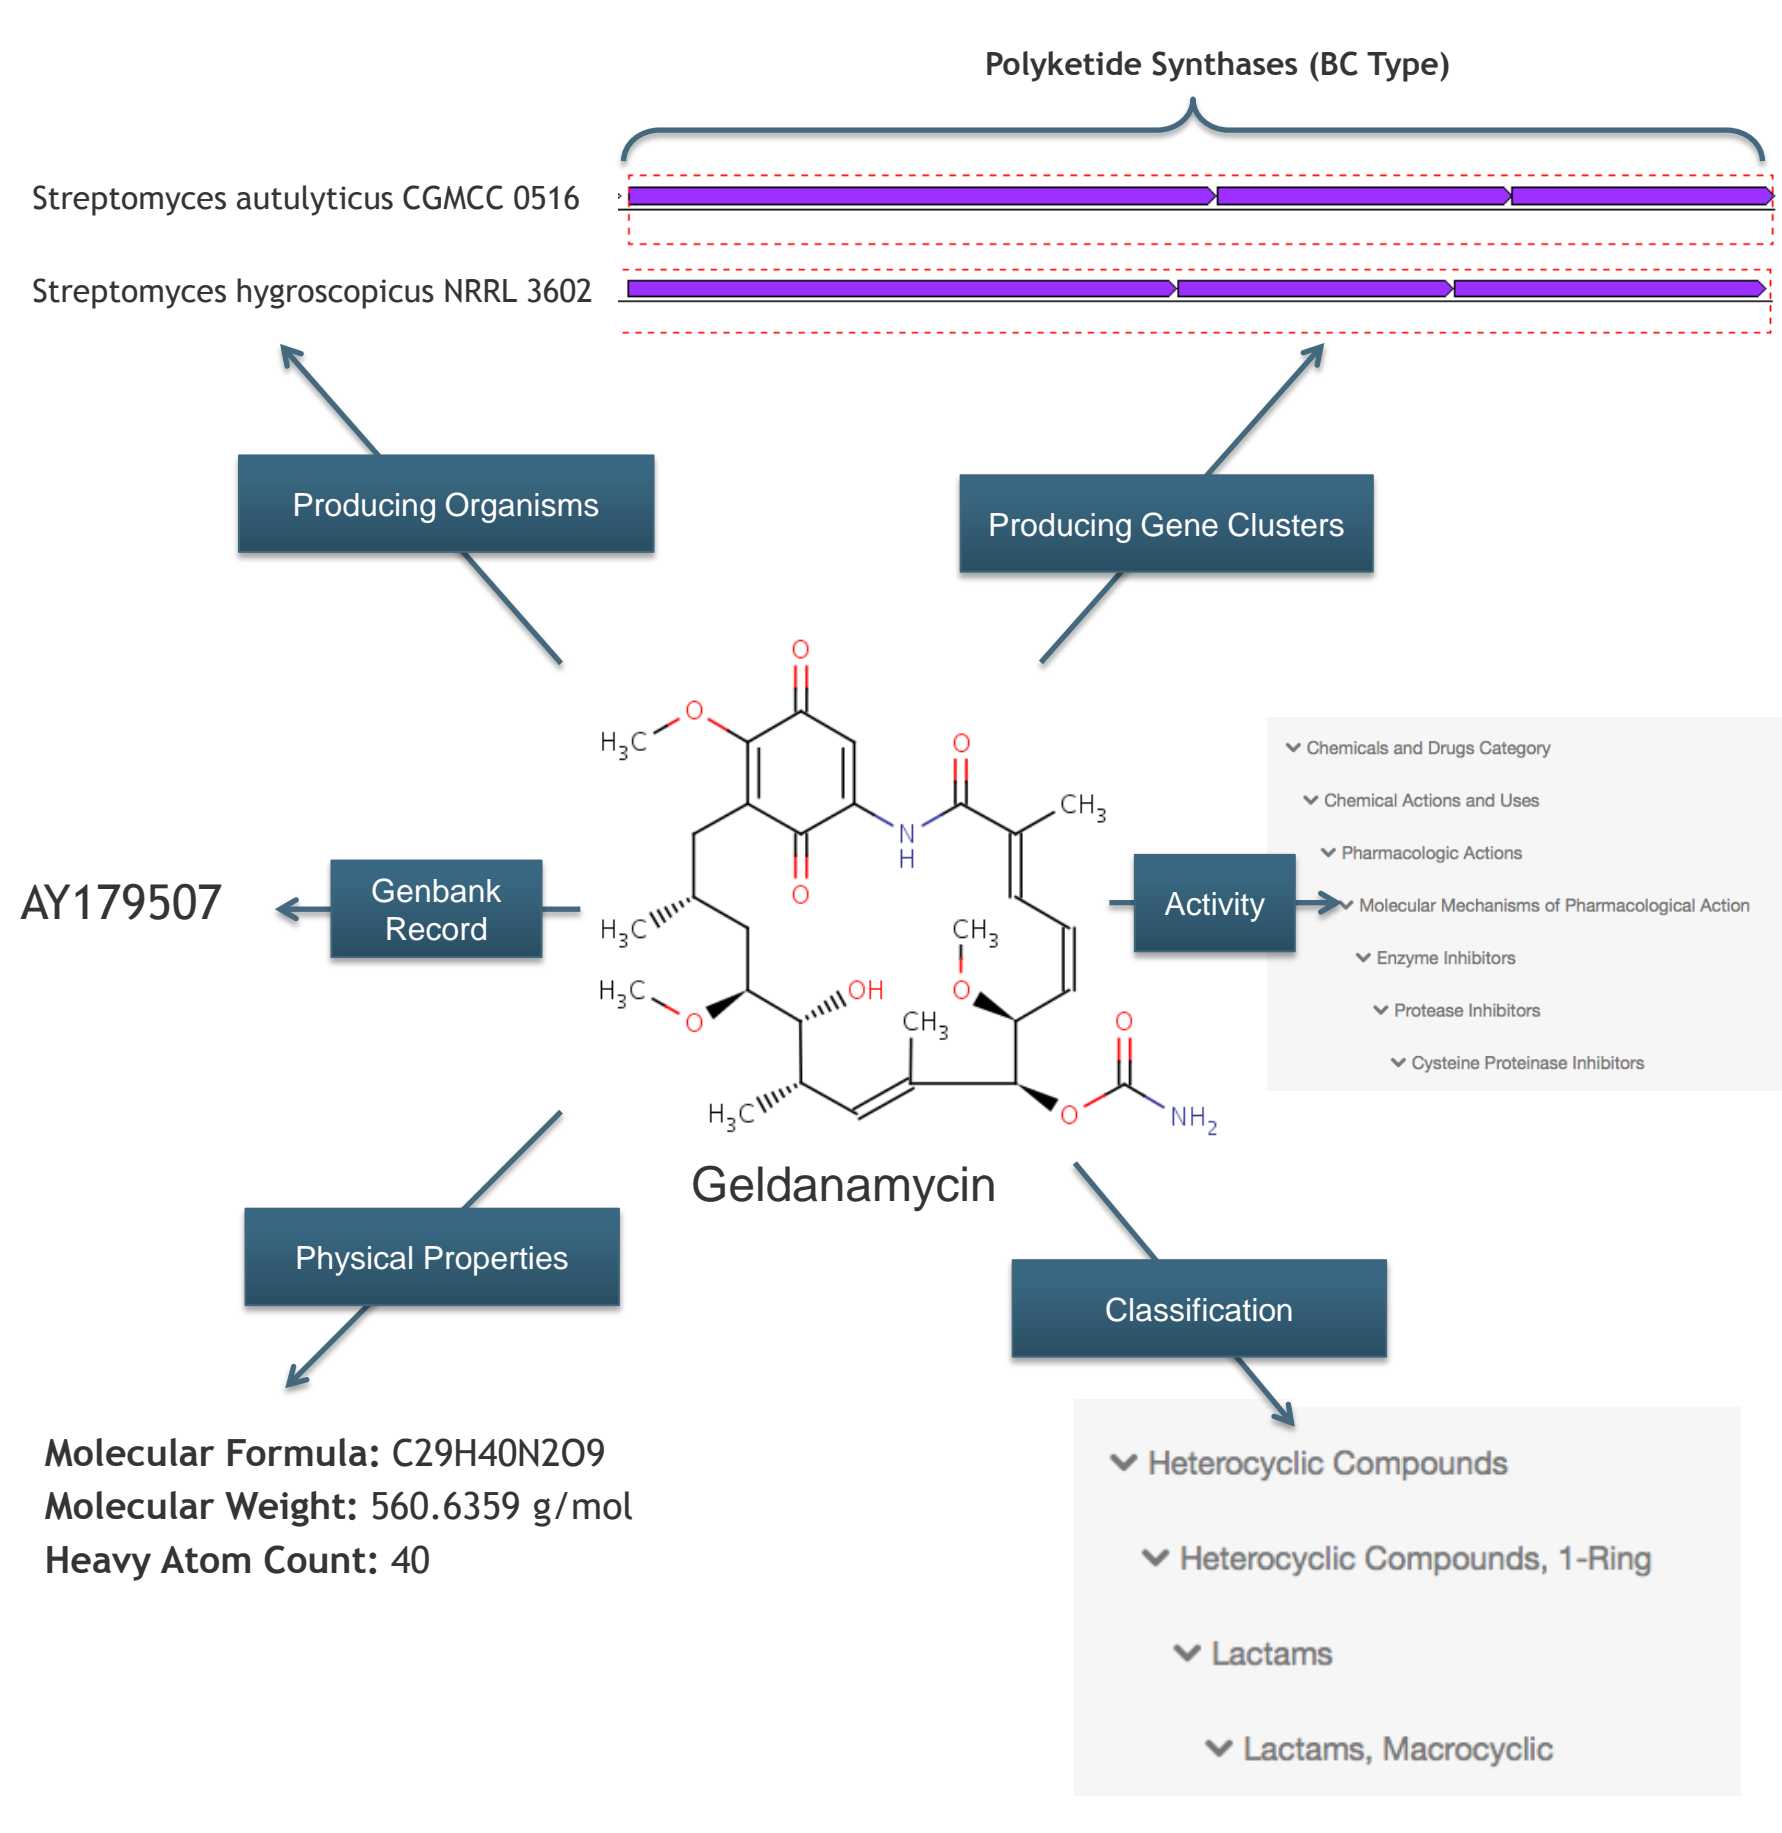 Polyketide Synthases (BC Type)
Streptomyces autulyticus CGMCC 0516
Streptomyces hygroscopicus NRRL 3602
Producing Organisms
Producing Gene Clusters
O
O
H3C
O
CH3
N
H
O
H3C
CH3
O
H3C
O
OH
CH3
O
H3C
O
NH2
Geldanamycin
Genbank
Record
AY179507
Activity
Chemicals and Drugs Category
Chemical Actions and Uses
Pharmacologic Actions
Molecular Mechanisms of Pharmacological Action
Enzyme Inhibitors
Protease Inhibitors
Cysteine Proteinase Inhibitors
Physical Properties
Molecular Formula: C29H40N2O9
Molecular Weight: 560.6359 g/mol
Heavy Atom Count: 40
Classification
Heterocyclic Compounds
Heterocyclic Compounds, 1-Ring
Lactams
Lactams, Macrocyclic